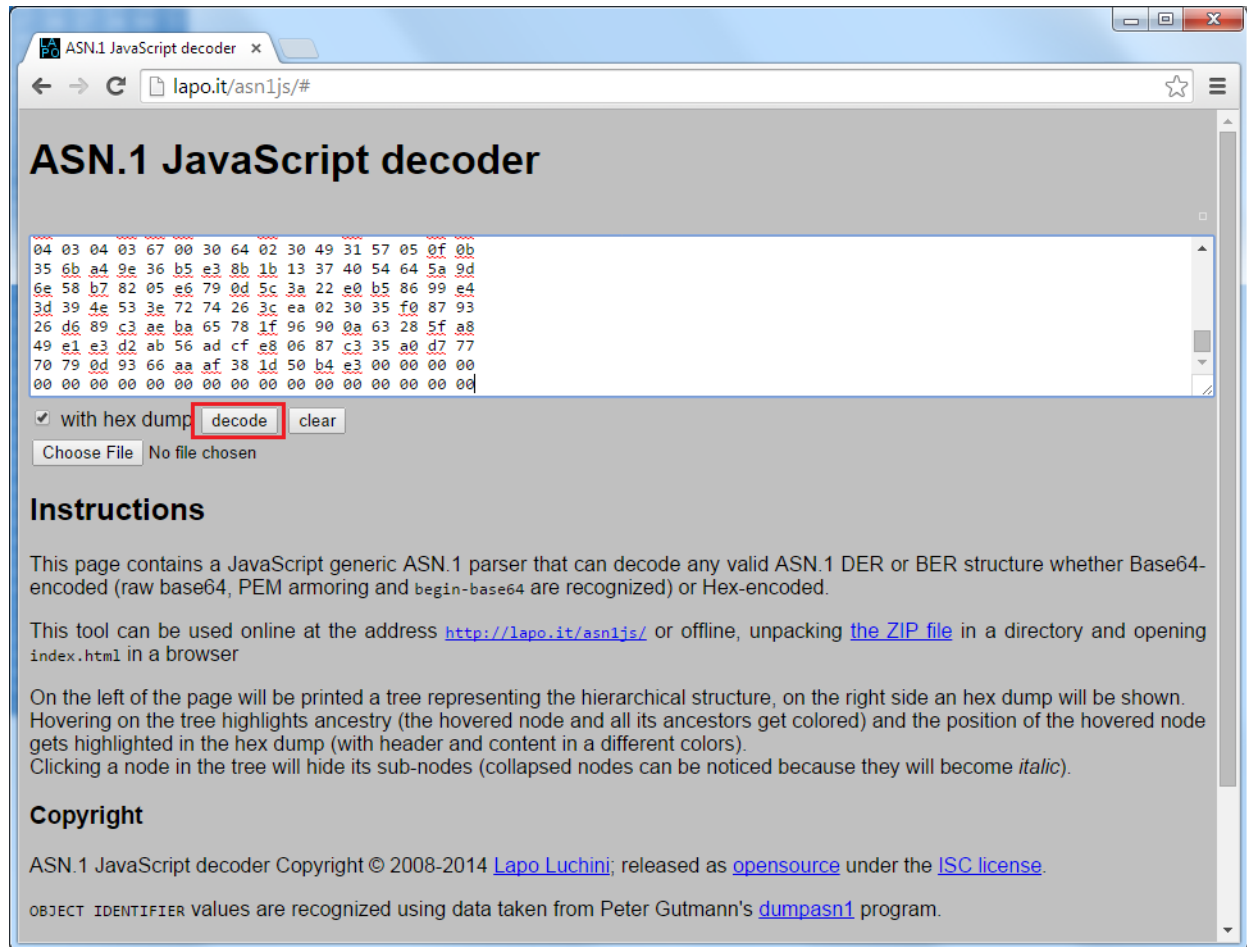 ASN.1 JavaScript decoder
lapo.it/asn1js/#
ASN.1 JavaScript decoder
04 03 04 03 67 00 30 64 02 30 49 31 57 05 0f 0b
35 6b a4 9e 36 b5 e3 8b 1b 13 37 40 54 64 5a 9d
6e 58 b7 82 05 e6 79 0d 5c 3a 22 e0 b5 86 99 e4
3d 39 4e 53 3e 72 74 26 3c ea 02 30 35 f0 87 93
26 d6 89 c3 ae ba 65 78 1f 96 90 0a 63 28 5f a8
49 e1 e3 d2 ab 56 ad cf e8 06 87 c3 35 a0 d7 77
70 79 0d 93 66 aa af 38 1d 50 b4 e3 00 00 00 00
00 00 00 00 00 00 00 00 00 00 00 00 00 00 00 00
with hex dump decode clear
Choose File No file chosen
Instructions
This page contains a JavaScript generic ASN.1 parser that can decode any valid ASN.1 DER or BER structure whether Base64-
encoded (raw base64, PEM armoring and begin-base64 are recognized) or Hex-encoded.
This tool can be used online at the address http://lapo.it/asn1js/ or offline, unpacking the ZIP file in a directory and opening
index.html in a browser
On the left of the page will be printed a tree representing the hierarchical structure, on the right side an hex dump will be shown.
Hovering on the tree highlights ancestry (the hovered node and all its ancestors get colored) and the position of the hovered node
gets highlighted in the hex dump (with header and content in a different colors).
Clicking a node in the tree will hide its sub-nodes (collapsed nodes can be noticed because they will become italic).
Copyright
ASN.1 JavaScript decoder Copyright © 2008-2014 Lapo Luchini; released as opensource under the ISC license.
OBJECT IDENTIFIER values are recognized using data taken from Peter Gutmann's dumpasn1 program.